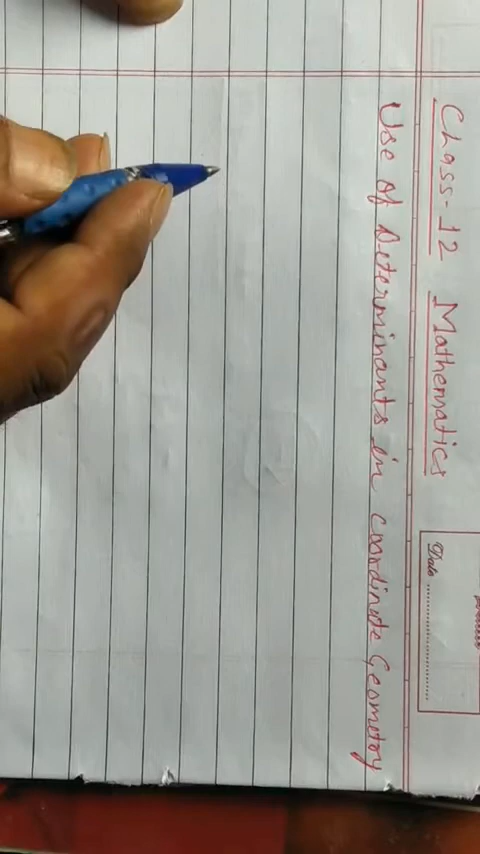 Class-12 Mathematics
Date
Use of Determinants in coordinate Geometry